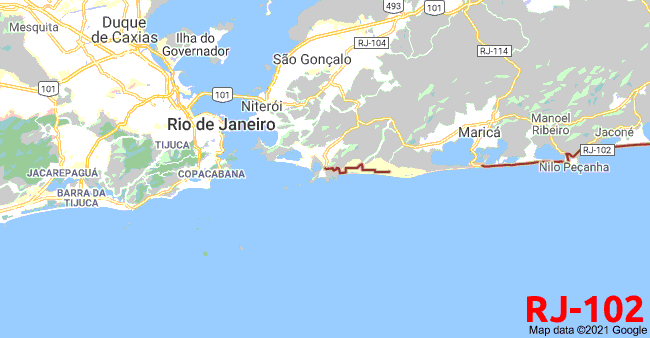 Mesquita
Duque
de Caxias
Ilha do
Governador
São Gonçalo
RJ-104
493
101
RJ-114
101
101
Niterói
Rio de Janeiro
TIJUCA
Maricá
Manoel
Ribeiro
Jaconé
RJ-102
Nilo Peçanha
JACAREPAGUÁ
COPACABANA
BARRA DA
TIJUCA
RJ-102
Map data ©2021 Google